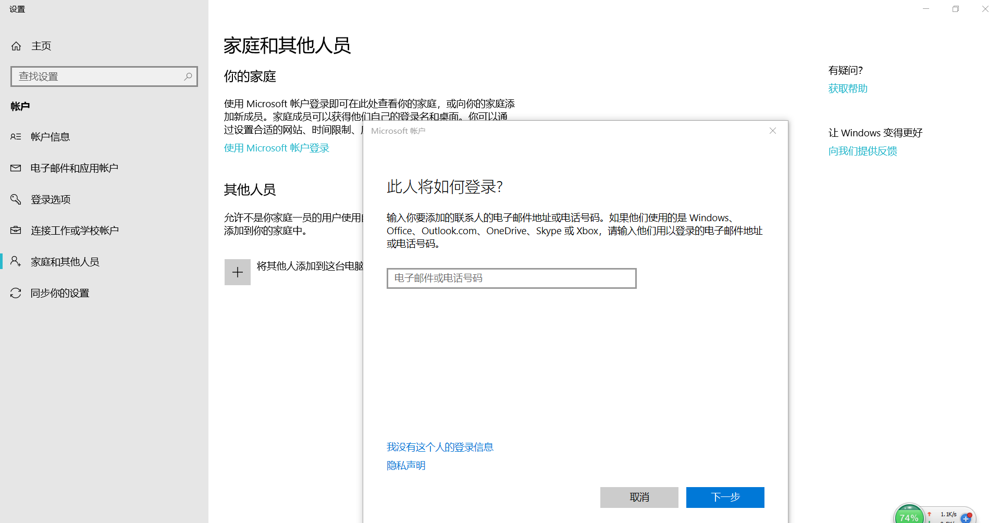 设置
主页
查找设置
帐户
帐户信息
电子邮件和应用帐户
登录选项
连接工作或学校帐户
家庭和其他人员
同步你的设置
家庭和其他人员
你的家庭
使用 Microsoft 帐户登录即可在此处查看你的家庭，或向你的家庭添
加新成员。家庭成员可以获得他们自己的登录名和桌面。你可以通
过设置合适的网站、时间限制、
使用 Microsoft 帐户登录
其他人员
允许不是你家庭一员的用户使用
添加到你的家庭中。
将其他人添加到这台电脑
有疑问?
获取帮助
让 Windows 变得更好
向我们提供反馈
Microsoft 帐户
此人将如何登录?
输入你要添加的联系人的电子邮件地址或电话号码。如果他们使用的是 Windows、
Office、Outlook.com、OneDrive、Skype 或 Xbox，请输入他们用以登录的电子邮件地址
或电话号码。
电子邮件或电话号码
我没有这个人的登录信息
隐私声明
取消
下一步
74%
1.1K/s